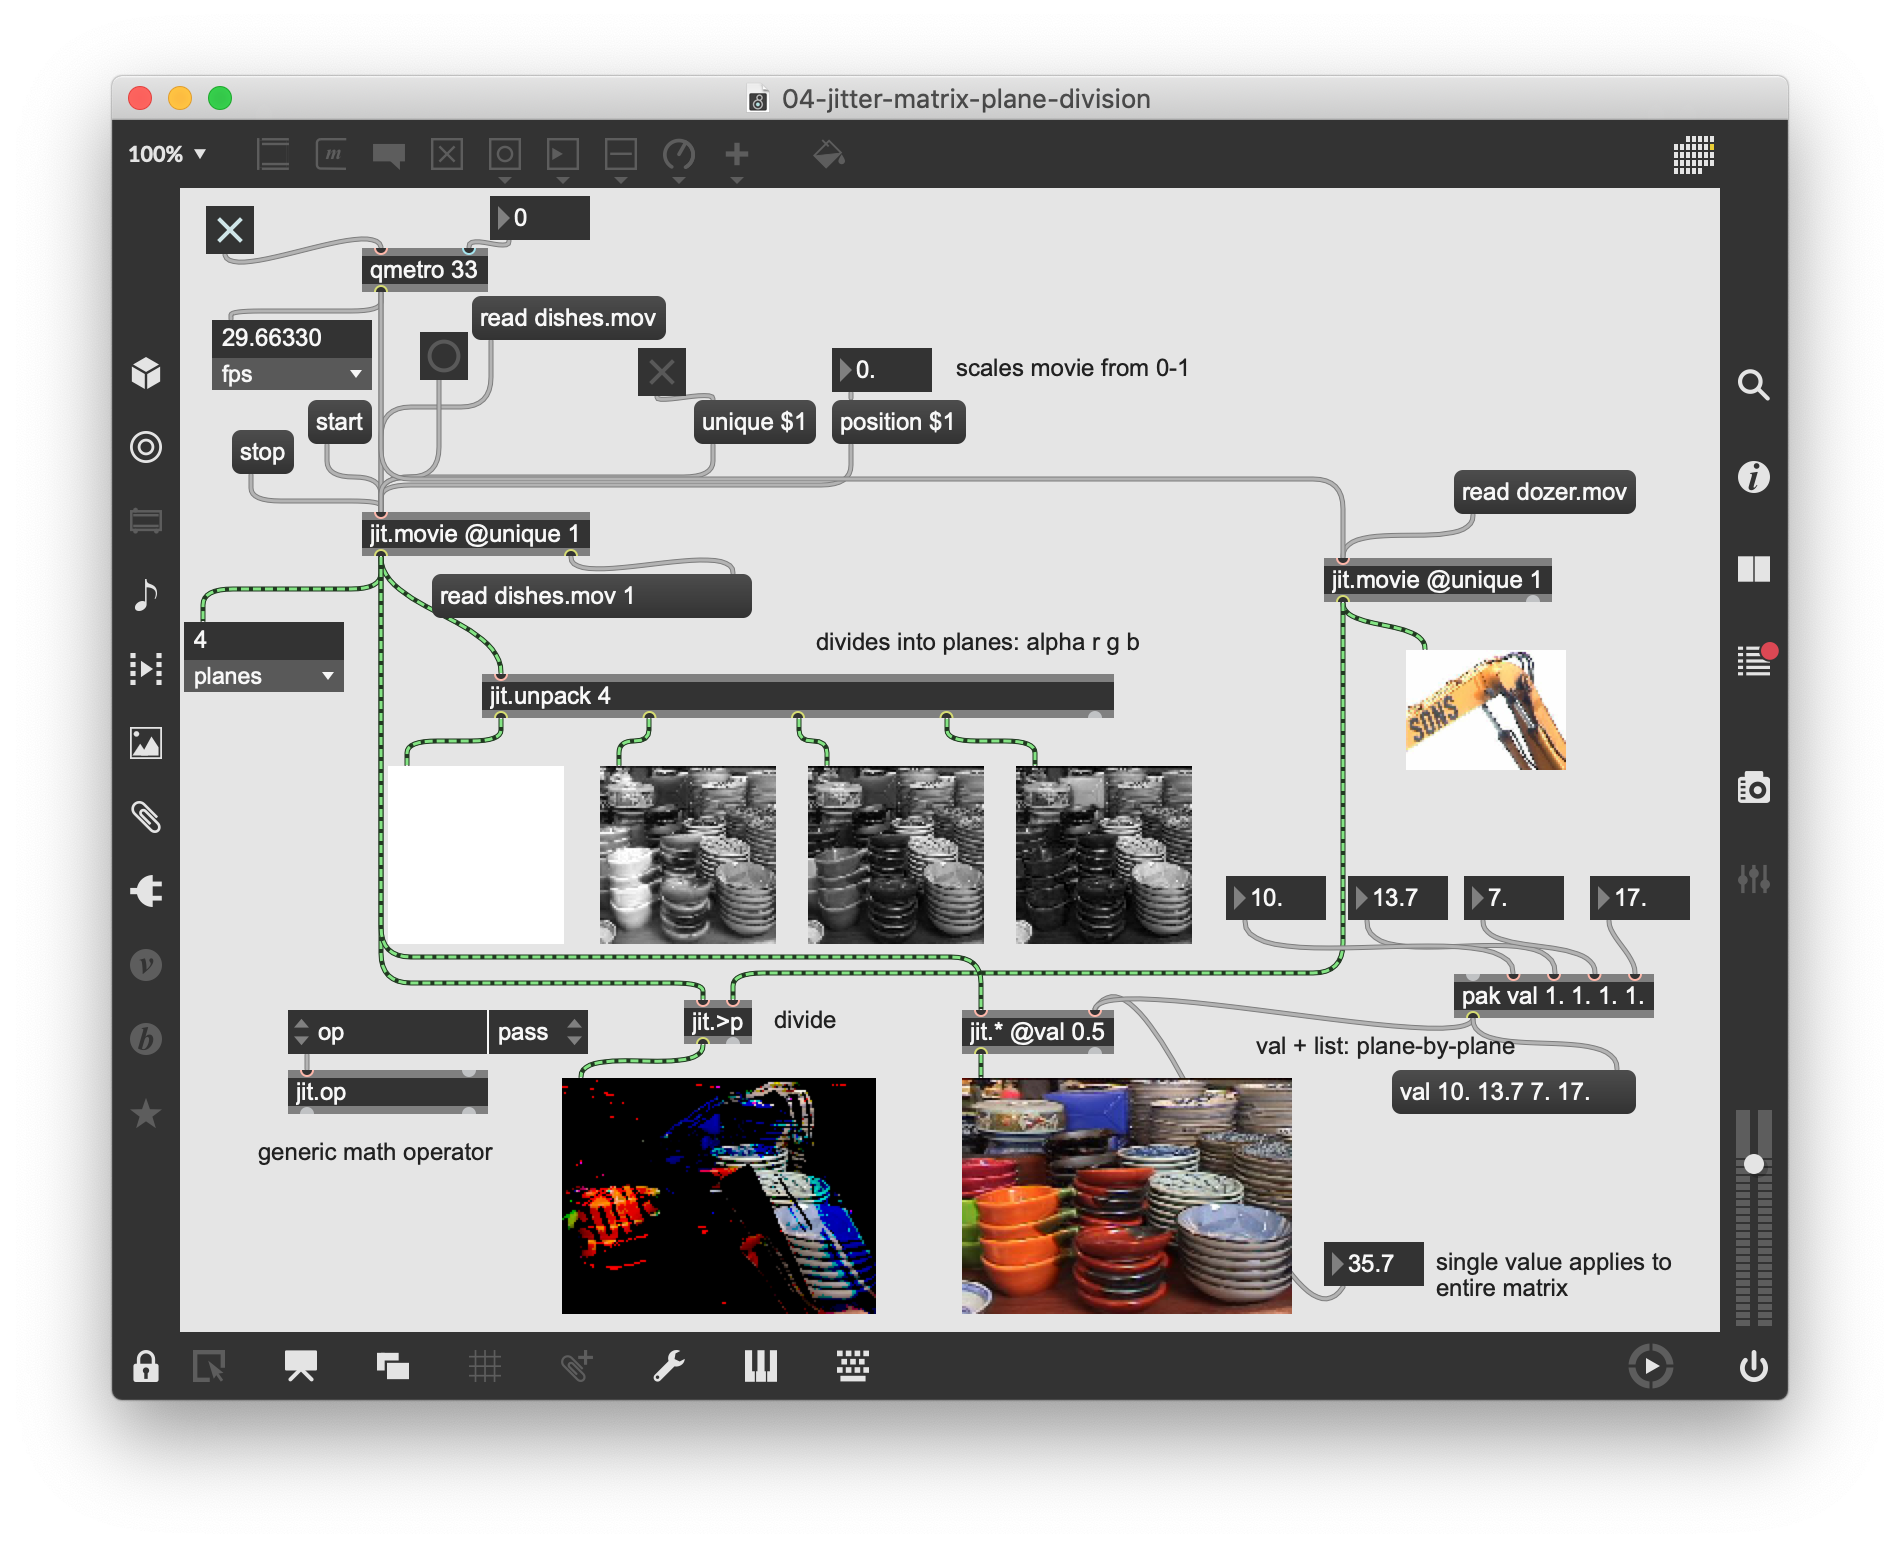 04-jitter-matrix-plane-division
100%
m
0
qmetro 33
read dishes.mov
29.66330
fps
0.
scales movie from 0-1
start
unique $1
position $1
stop
read dozer.mov
jit.movie @unique 1
jit.movie @unique 1
read dishes.mov 1
4
planes
divides into planes: alpha r g b
jit.unpack 4
SONS
10.
13.7
7.
17.
pak val 1. 1. 1. 1.
op
pass
jit.>p
divide
jit.* @val 0.5
val + list: plane-by-plane
jit.op
val 10. 13.7 7. 17.
generic math operator
35.7
single value applies to
entire matrix
i
v
b